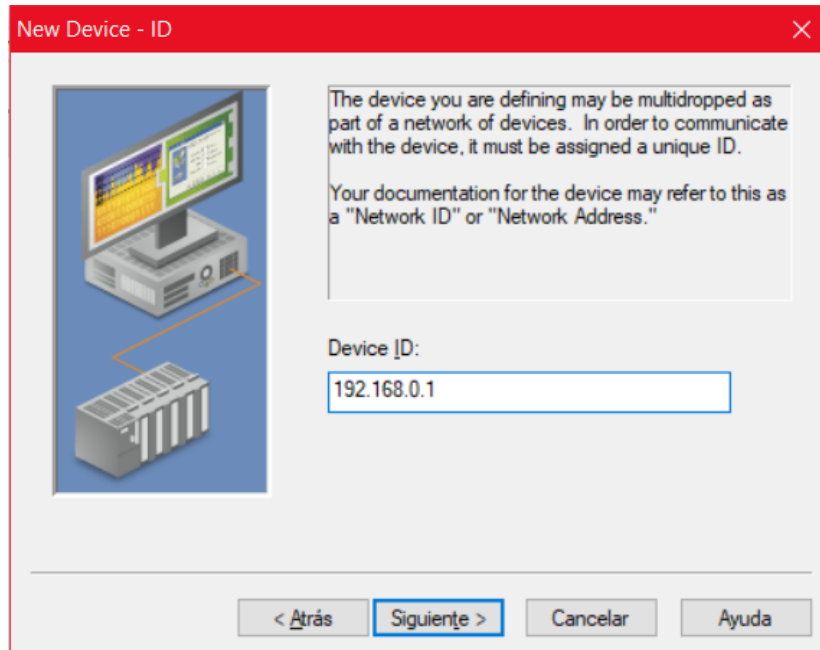 New Device - ID
The device you are defining may be multidropped as
part of a network of devices. In order to communicate
with the device, it must be assigned a unique ID.
Your documentation for the device may refer to this as
a "Network ID" or "Network Address."
Device ID:
192.168.0.1
< Atrás
Siguiente >
Cancelar
Ayuda